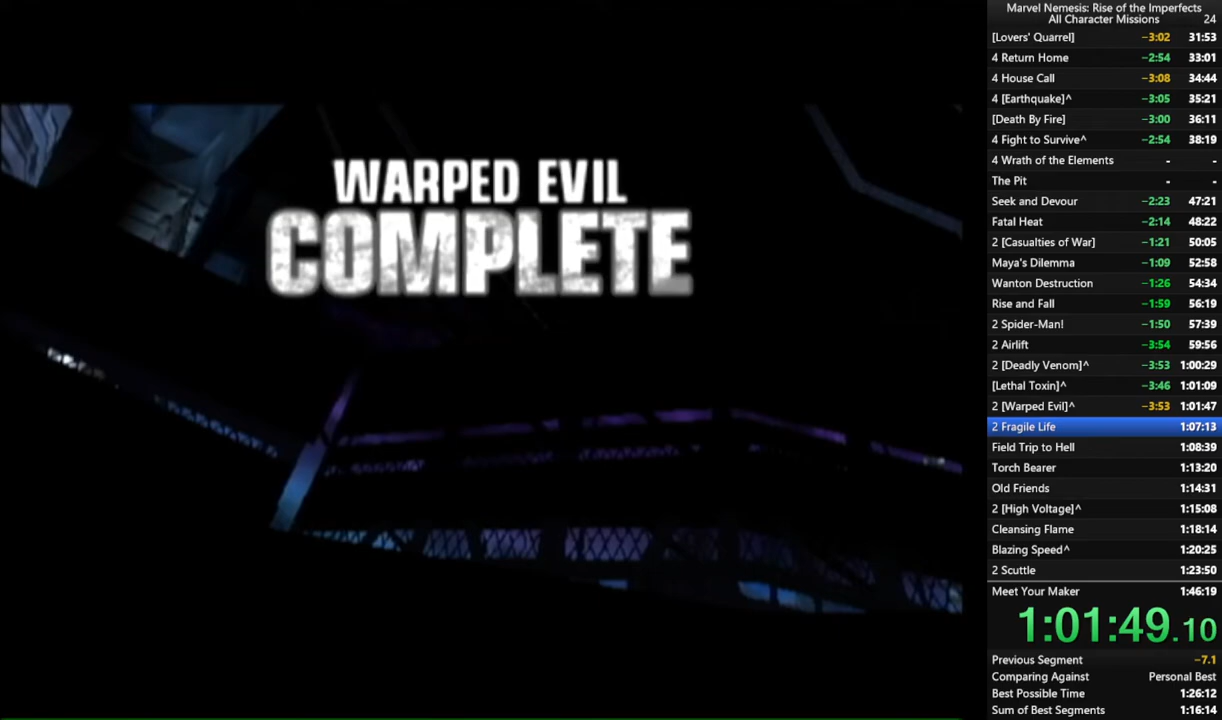 WARPED EVIL
COMPLETE
Marvel Nemesis: Rise of the Imperfects
All Character Missions 24
[Lovers' Quarrel] −3:02 31:53
4 Return Home −2:54 33:01
4 House Call −3:08 34:44
4 [Earthquake]^ −3:05 35:21
[Death By Fire] −3:00 36:11
4 Fight to Survive^ −2:54 38:19
4 Wrath of the Elements - -
The Pit - -
Seek and Devour −2:23 47:21
Fatal Heat −2:14 48:22
2 [Casualties of War] −1:21 50:05
Maya's Dilemma −1:09 52:58
Wanton Destruction −1:26 54:34
Rise and Fall −1:59 56:19
2 Spider-Man! −1:50 57:39
2 Airlift −3:54 59:56
2 [Deadly Venom]^ −3:53 1:00:29
[Lethal Toxin]^ −3:46 1:01:09
2 [Warped Evil]^ −3:53 1:01:47
2 Fragile Life 1:07:13
Field Trip to Hell 1:08:39
Torch Bearer 1:13:20
Old Friends 1:14:31
2 [High Voltage]^ 1:15:08
Cleansing Flame 1:18:14
Blazing Speed^ 1:20:25
2 Scuttle 1:23:50
Meet Your Maker 1:46:19
1:01:49.10
Previous Segment −7.1
Comparing Against Personal Best
Best Possible Time 1:26:12
Sum of Best Segments 1:16:14